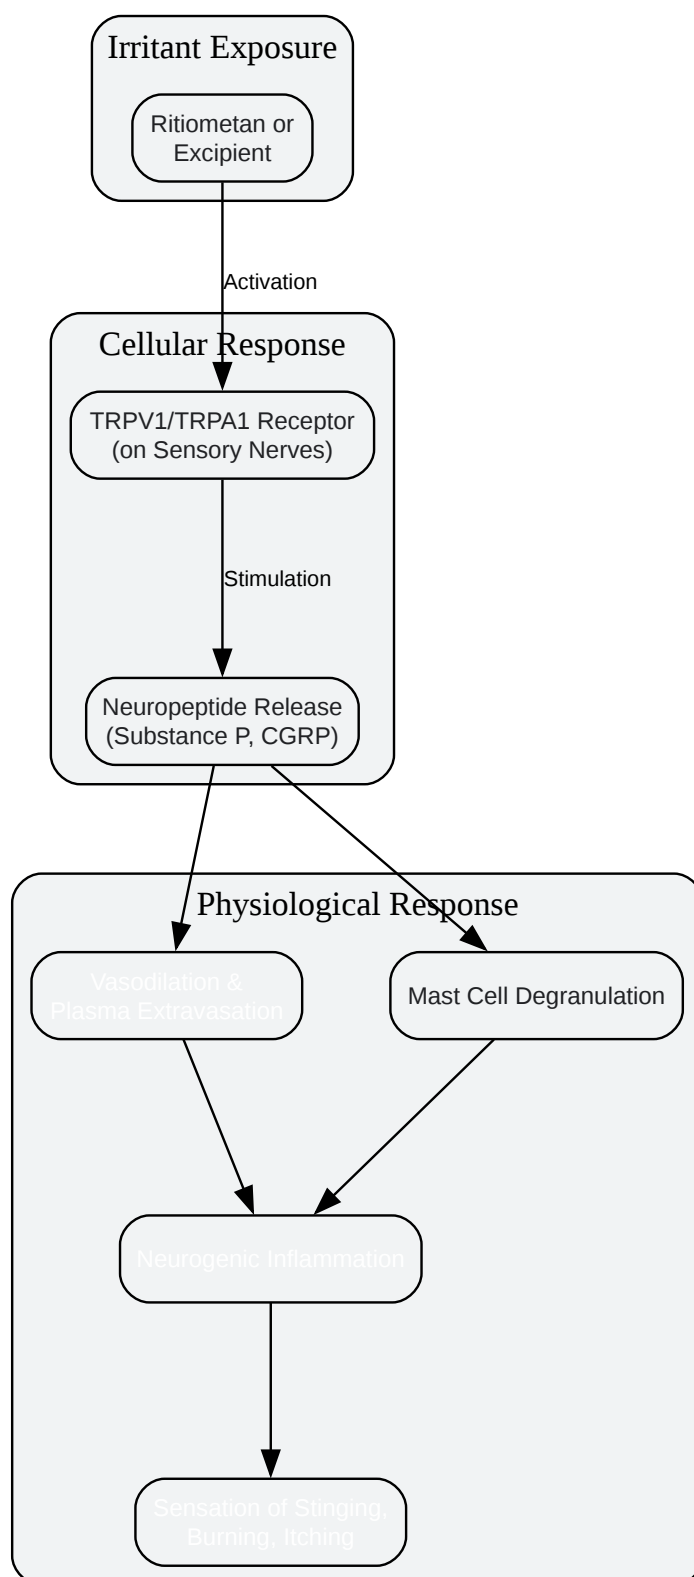 Irritant Exposure
Ritiometan or
Excipient
Activation
Cellular Response
TRPV1/TRPA1 Receptor
(on Sensory Nerves)
Stimulation
Neuropeptide Release
(Substance P, CGRP)
Physiological Response
Vasodilation &
Plasma Extravasation
Mast Cell Degranulation
Neurogenic Inflammation
Sensation of Stinging,
Burning, Itching